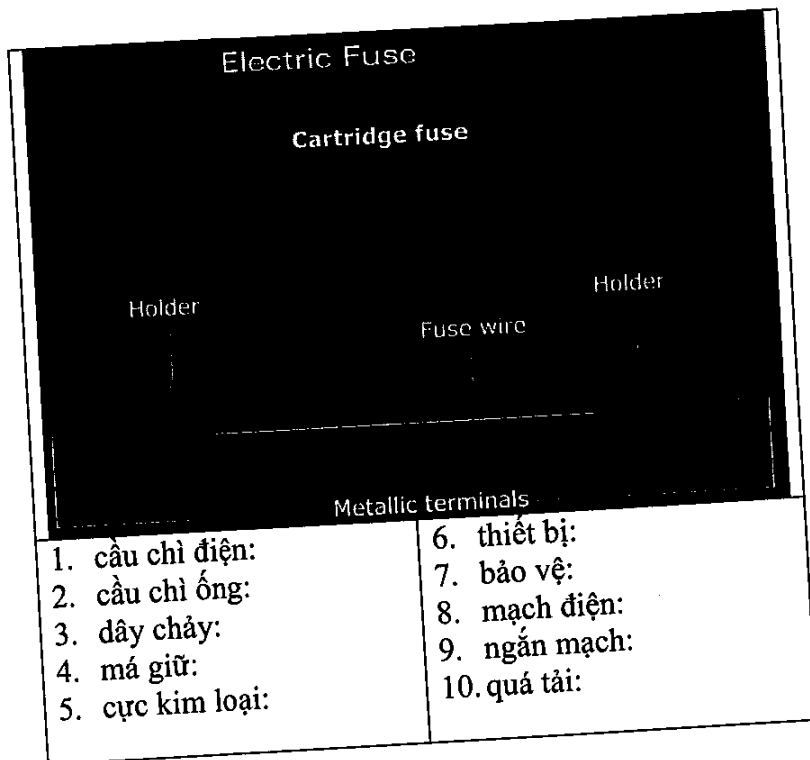 Electric Fuse
Cartridge fuse
Holder
Holder
Fuse wire
Metallic terminals
1. cầu chì điện:
2. cầu chì ống:
3. dây chảy:
4. má giữ:
5. cực kim loại:
6. thiết bị:
7. bảo vệ:
8. mạch điện:
9. ngắn mạch:
10. quá tải: